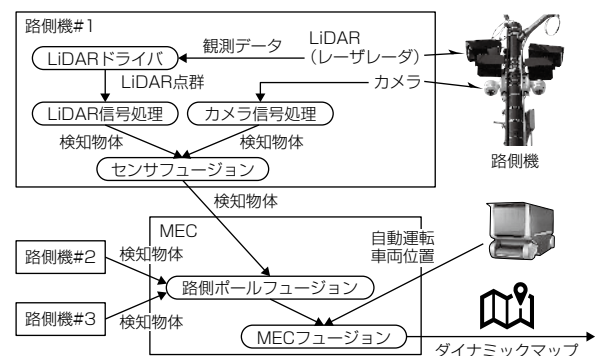 路側機#1
LiDARドライバ
観測データ
LiDAR
（レーザレーダ）
LiDAR点群
カメラ
LiDAR信号処理
カメラ信号処理
検知物体
検知物体
センサフュージョン
路側機
検知物体
MEC
自動運転
車両位置
路側機#2
検知物体
路側ポールフュージョン
路側機#3
検知物体
MECフュージョン
ダイナミックマップ